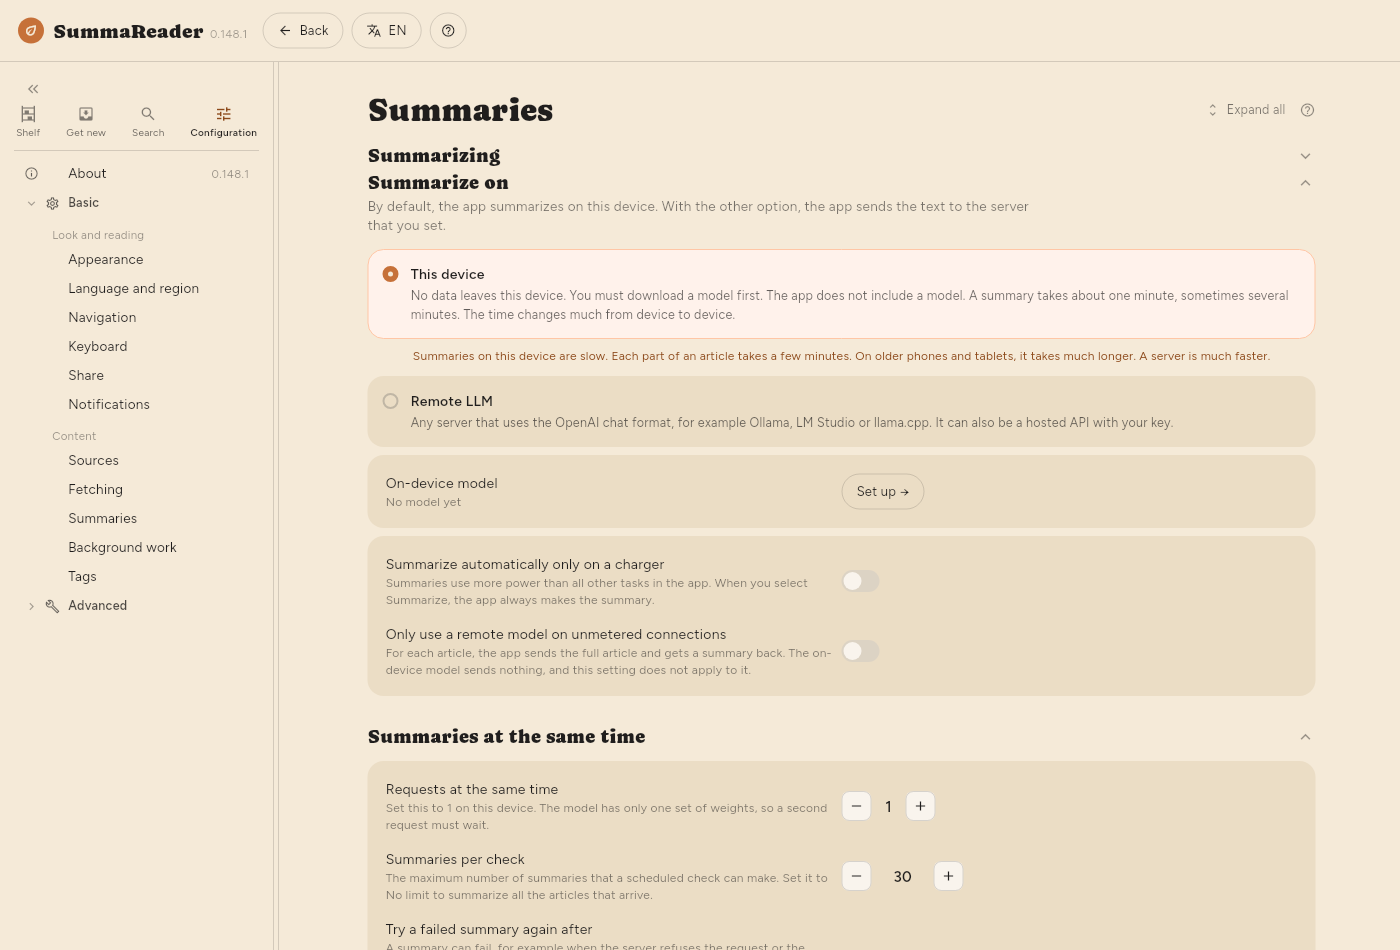 SummaReader 0.148.1
Back
EN
Shelf
Get new
Search
Configuration
About 0.148.1
Basic
Look and reading
Appearance
Language and region
Navigation
Keyboard
Share
Notifications
Content
Sources
Fetching
Summaries
Background work
Tags
Advanced
Summaries
Expand all
Summarizing
Summarize on
By default, the app summarizes on this device. With the other option, the app sends the text to the server
that you set.
This device
No data leaves this device. You must download a model first. The app does not include a model. A summary takes about one minute, sometimes several
minutes. The time changes much from device to device.
Summaries on this device are slow. Each part of an article takes a few minutes. On older phones and tablets, it takes much longer. A server is much faster.
Remote LLM
Any server that uses the OpenAI chat format, for example Ollama, LM Studio or llama.cpp. It can also be a hosted API with your key.
On-device model
No model yet
Set up →
Summarize automatically only on a charger
Summaries use more power than all other tasks in the app. When you select
Summarize, the app always makes the summary.
Only use a remote model on unmetered connections
For each article, the app sends the full article and gets a summary back. The on-
device model sends nothing, and this setting does not apply to it.
Summaries at the same time
Requests at the same time
Set this to 1 on this device. The model has only one set of weights, so a second
request must wait.
1
Summaries per check
The maximum number of summaries that a scheduled check can make. Set it to
No limit to summarize all the articles that arrive.
30
Try a failed summary again after
A summary can fail, for example when the server refuses the request or the